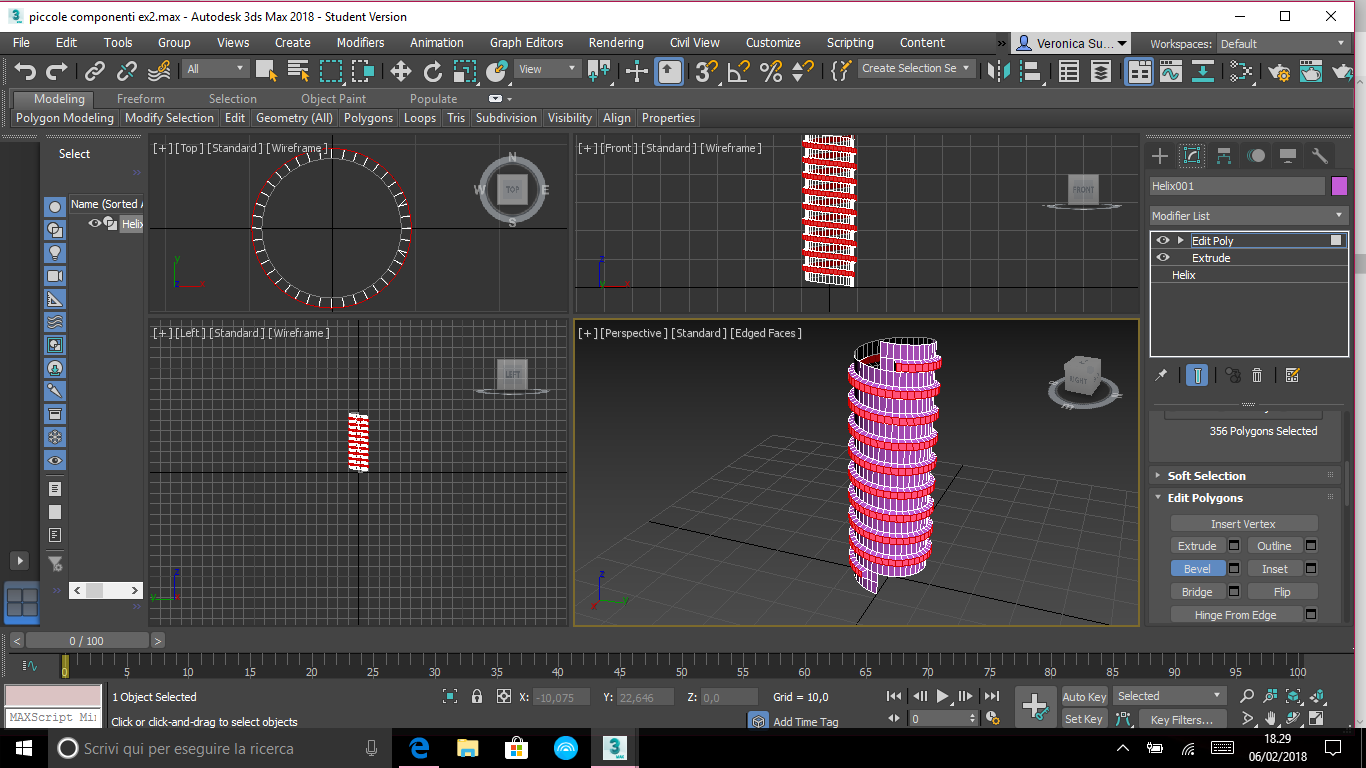 piccole componenti ex2.max - Autodesk 3ds Max 2018 - Student Version
File Edit Tools Group Views Create Modifiers Animation Graph Editors Rendering Civil View Customize Scripting Content » Veronica Su... Workspaces: Default
All View Create Selection Se
Modeling Freeform Selection Object Paint Populate
Polygon Modeling Modify Selection Edit Geometry (All) Polygons Loops Tris Subdivision Visibility Align Properties
Select
Name (Sorted A
Helix
[+] [Top] [Standard] [Wireframe]
N
W TOP E
S
y
[+] [Front] [Standard] [Wireframe]
FRONT
z
[+] [Left] [Standard] [Wireframe]
LEFT
z
y
[+] [Perspective] [Standard] [Edged Faces]
RIGHT
z
x y
Helix001
Modifier List
Edit Poly
Extrude
Helix
356 Polygons Selected
Soft Selection
Edit Polygons
Insert Vertex
Extrude Outline
Bevel Inset
Bridge Flip
Hinge From Edge
< 0 / 100 >
0 5 10 15 20 25 30 35 40 45 50 55 60 65 70 75 80 85 90 95 100
1 Object Selected X: -10,075 Y: 22,646 Z: 0,0 Grid = 10,0 Auto Key Selected
MAXScript Mi
Click or click-and-drag to select objects Add Time Tag 0 Set Key Key Filters...
Scrivi qui per eseguire la ricerca
3
MAX
18.29
06/02/2018